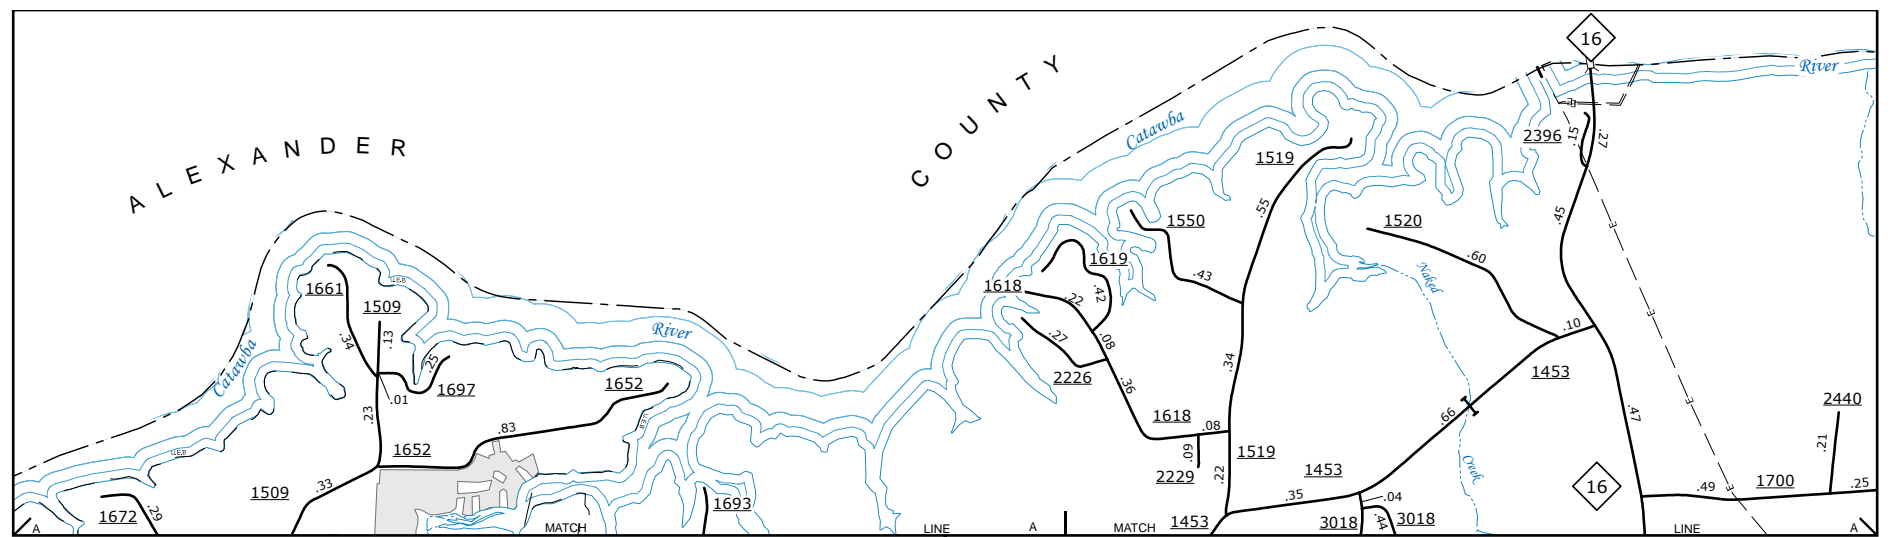 ALEXANDER
COUNTY
16
River
Catawba
2396
.15
.27
1519
1550
1520
.55
.45
1619
.60
Naked
.43
1661
U.E.B
1618
.42
.22
1509
.34
.13
River
.27
.08
.10
Catawba
.25
.34
2226
.36
1453
1697
1652
.01
.23
.47
2440
.66
1618
.08
.83
U.E.B
.21
1652
U.E.B
.09
1519
2229
.22
1453
Creek
16
1700
.49
.25
1509
.33
.35
.04
1672
.29
1693
1453
3018
.44
3018
A
MATCH
LINE
A
MATCH
LINE
A
E
E
E
E